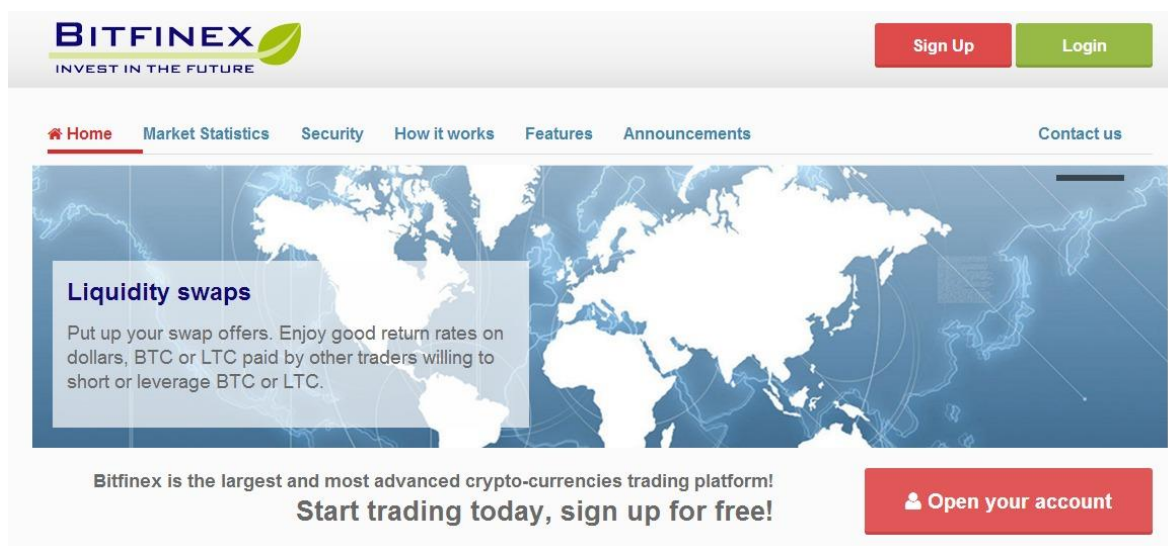 BITFINEX
INVEST IN THE FUTURE
Sign Up
Login
Home
Market Statistics
Security
How it works
Features
Announcements
Contact us
Liquidity swaps
Put up your swap offers. Enjoy good return rates on
dollars, BTC or LTC paid by other traders willing to
short or leverage BTC or LTC.
Bitfinex is the largest and most advanced crypto-currencies trading platform!
Start trading today, sign up for free!
Open your account